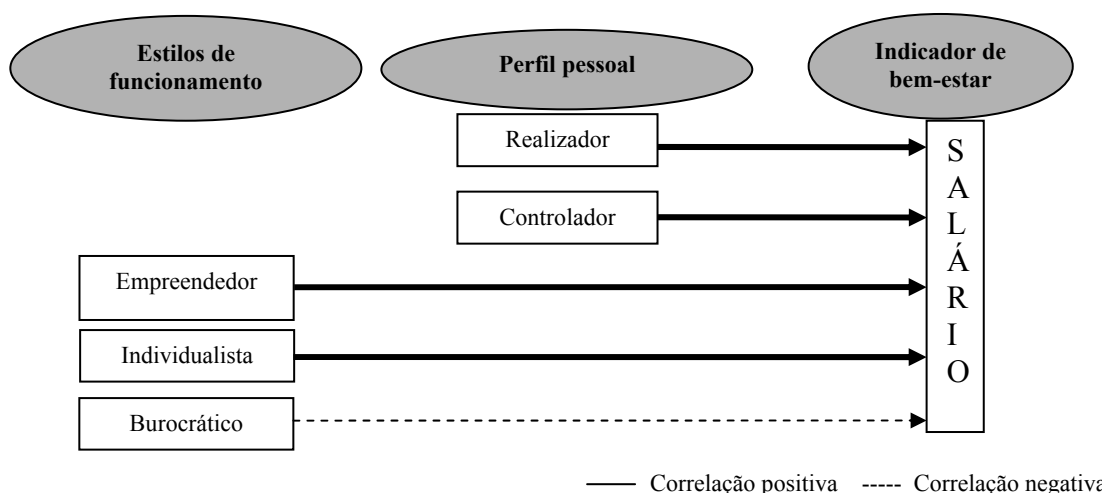 Estilos de
funcionamento
Perfil pessoal
Indicador de
bem-estar
Realizador
Controlador
Empreendedor
Individualista
Burocrático
S
A
L
Á
R
I
O
Correlação positiva
Correlação negativa